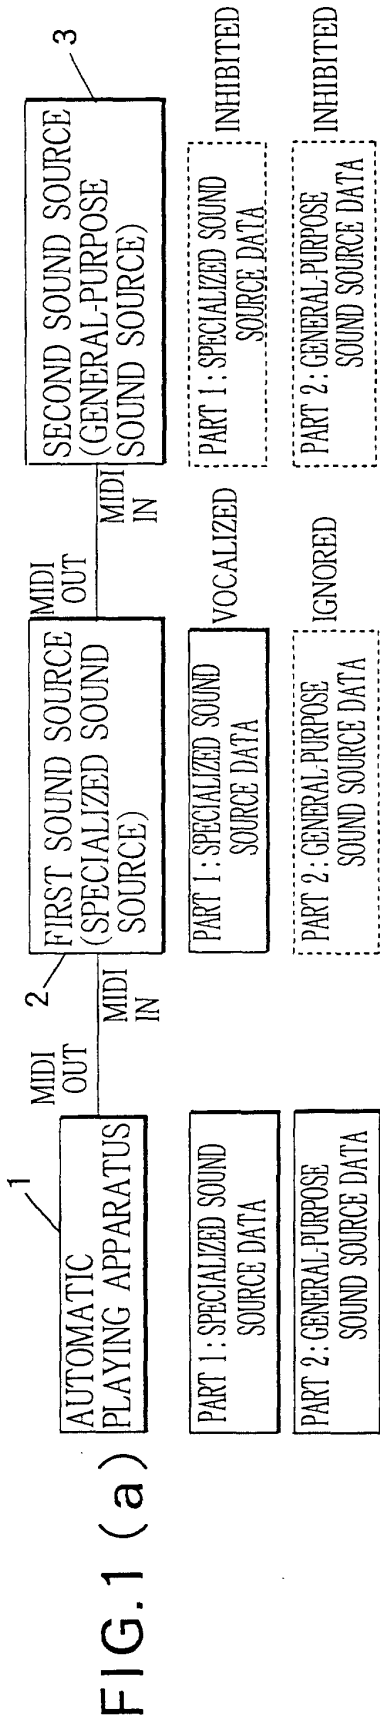 FIG.1 (a)
1
AUTOMATIC
PLAYING APPARATUS
MIDI
OUT
MIDI
IN
2
FIRST SOUND SOURCE
(SPECIALIZED SOUND
SOURCE)
MIDI
OUT
MIDI
IN
3
SECOND SOUND SOURCE
(GENERAL-PURPOSE
SOUND SOURCE)
PART 1: SPECIALIZED SOUND
SOURCE DATA
PART 1: SPECIALIZED SOUND
SOURCE DATA
VOCALIZED
PART 1: SPECIALIZED SOUND
SOURCE DATA
INHIBITED
PART 2: GENERAL-PURPOSE
SOUND SOURCE DATA
PART 2: GENERAL-PURPOSE
SOUND SOURCE DATA
IGNORED
PART 2: GENERAL-PURPOSE
SOUND SOURCE DATA
INHIBITED